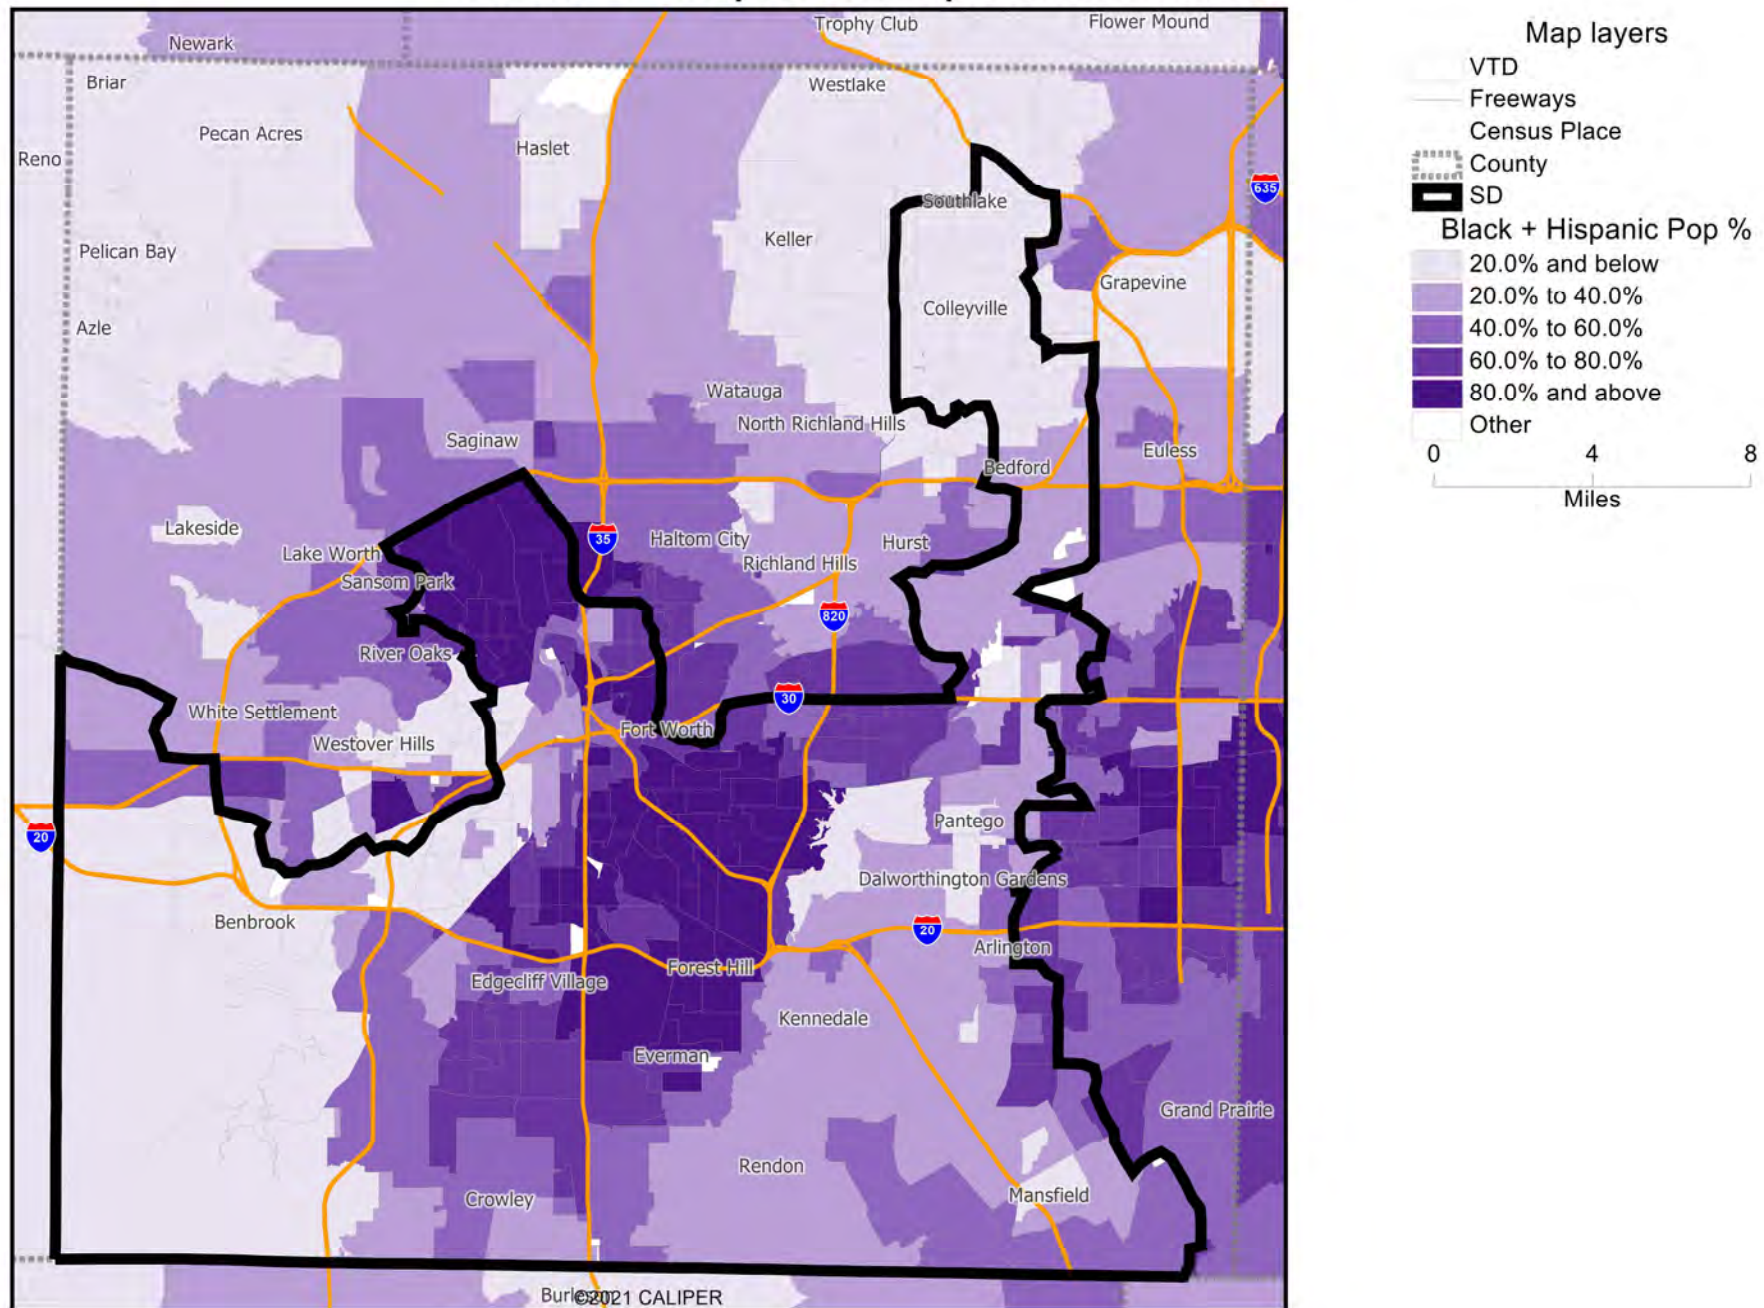 Trophy Club
Flower Mound
Newark
Briar
Westlake
Pecan Acres
Haslet
Reno
635
Southlake
Keller
Pelican Bay
Grapevine
Colleyville
Azle
Watauga
North Richland Hills
Saginaw
Euless
Bedford
Lakeside
35
Haltom City
Hurst
Lake Worth
Richland Hills
Sansom Park
820
River Oaks
30
White Settlement
Fort Worth
Westover Hills
20
Pantego
Dalworthington Gardens
Benbrook
20
Arlington
Forest Hill
Edgecliff Village
Kennedale
Everman
Grand Prairie
Rendon
Mansfield
Crowley
©2021 CALIPER
Map layers
VTD
Freeways
Census Place
County
SD
Black + Hispanic Pop %
20.0% and below
20.0% to 40.0%
40.0% to 60.0%
60.0% to 80.0%
80.0% and above
Other
0 4 8
Miles